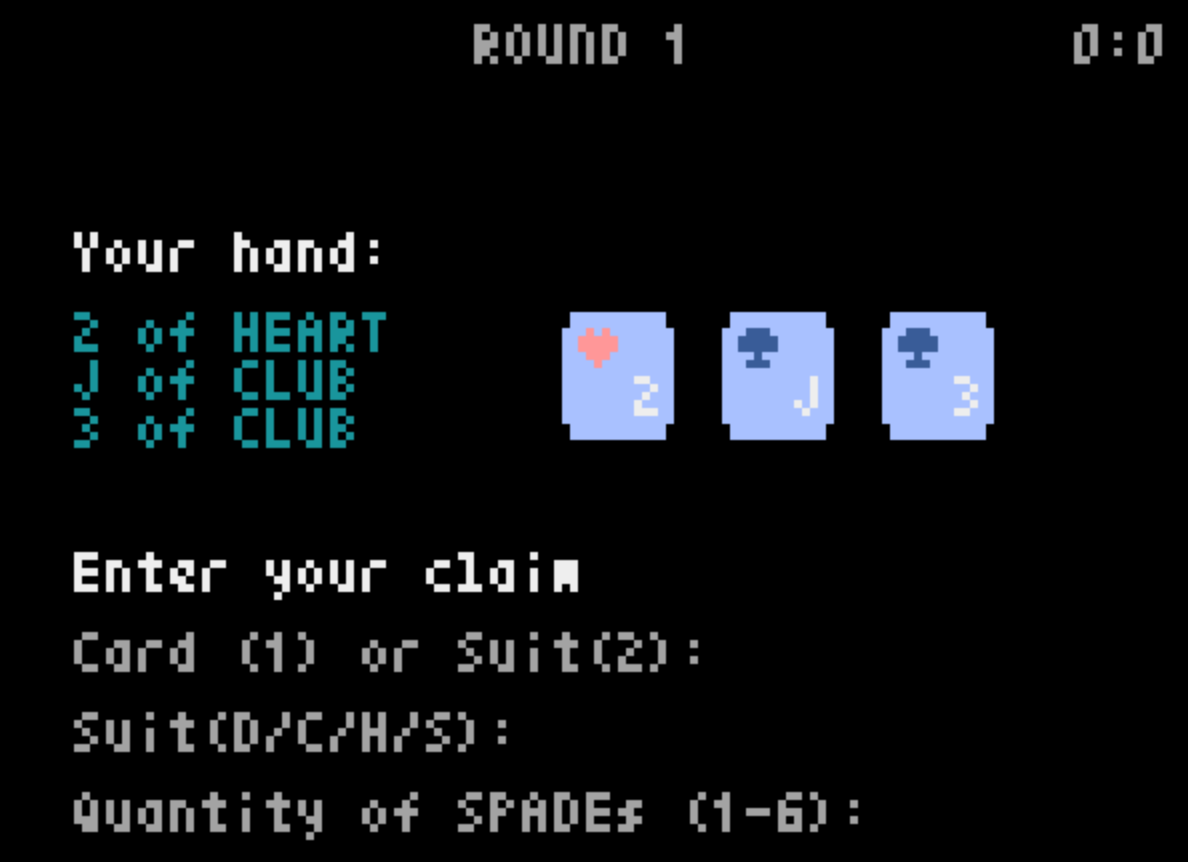 ROUND 1 0:0
Your hand:
2 of HEART
J of CLUB
3 of CLUB
2 J 3
Enter your claim
Card (1) or Suit(2):
Suit(D/C/H/S):
Quantity of SPADEs (1-6):